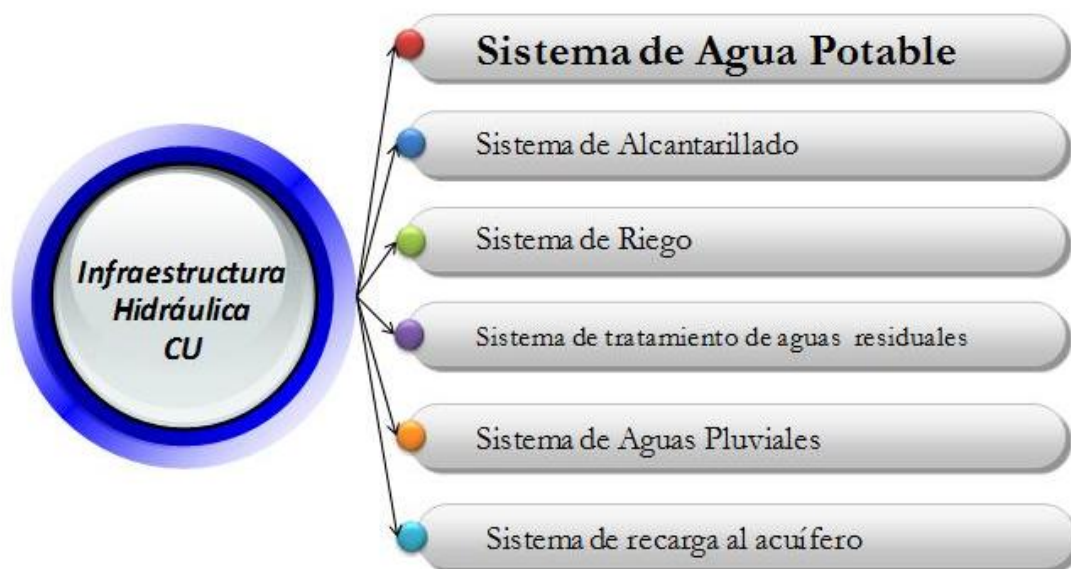 Infraestructura
Hidráulica
CU
Sistema de Agua Potable
Sistema de Alcantarillado
Sistema de Riego
Sistema de tratamiento de aguas residuales
Sistema de Aguas Pluviales
Sistema de recarga al acuífero